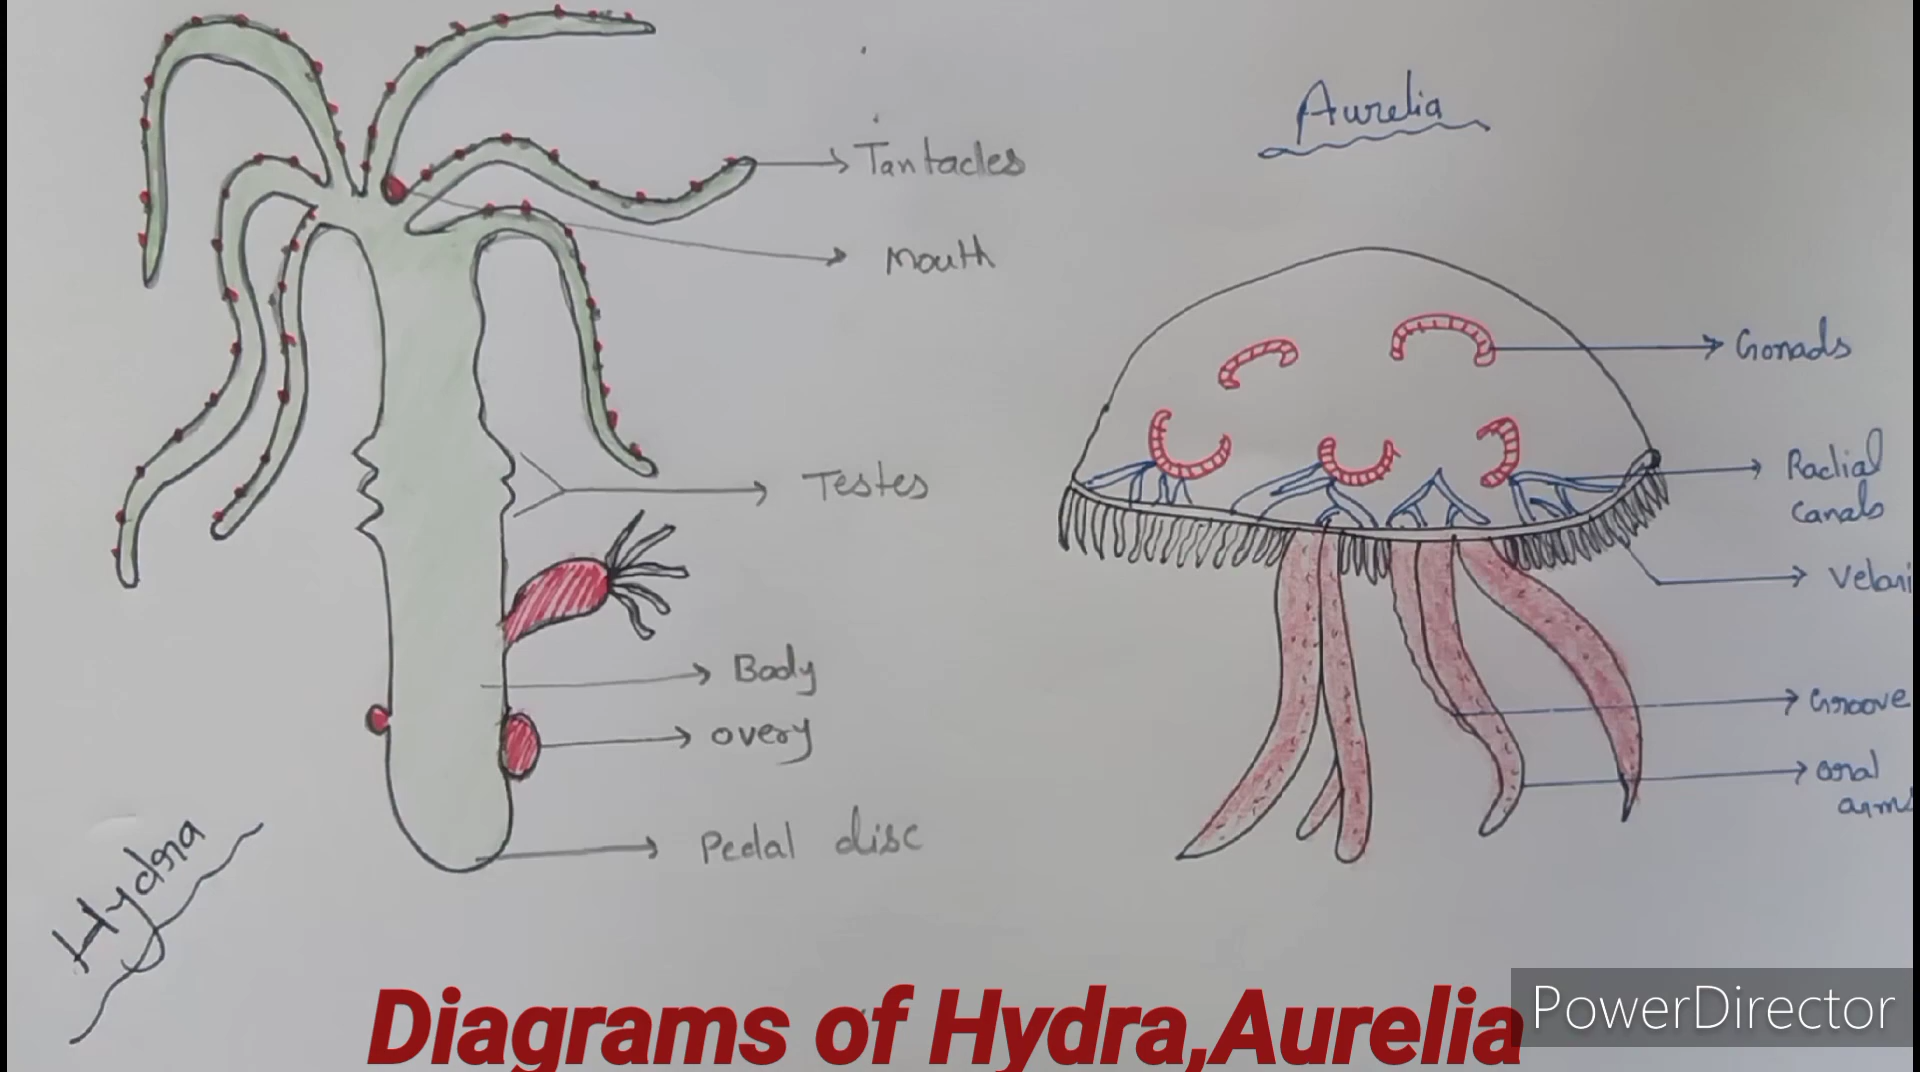 Tantacles
Mouth
Testes
Body
overy
Pedal disc
Hydra
Aurelia
Gonads
Radial
canals
Velari
Groove
oral
arms
Diagrams of Hydra,Aurelia
PowerDirector